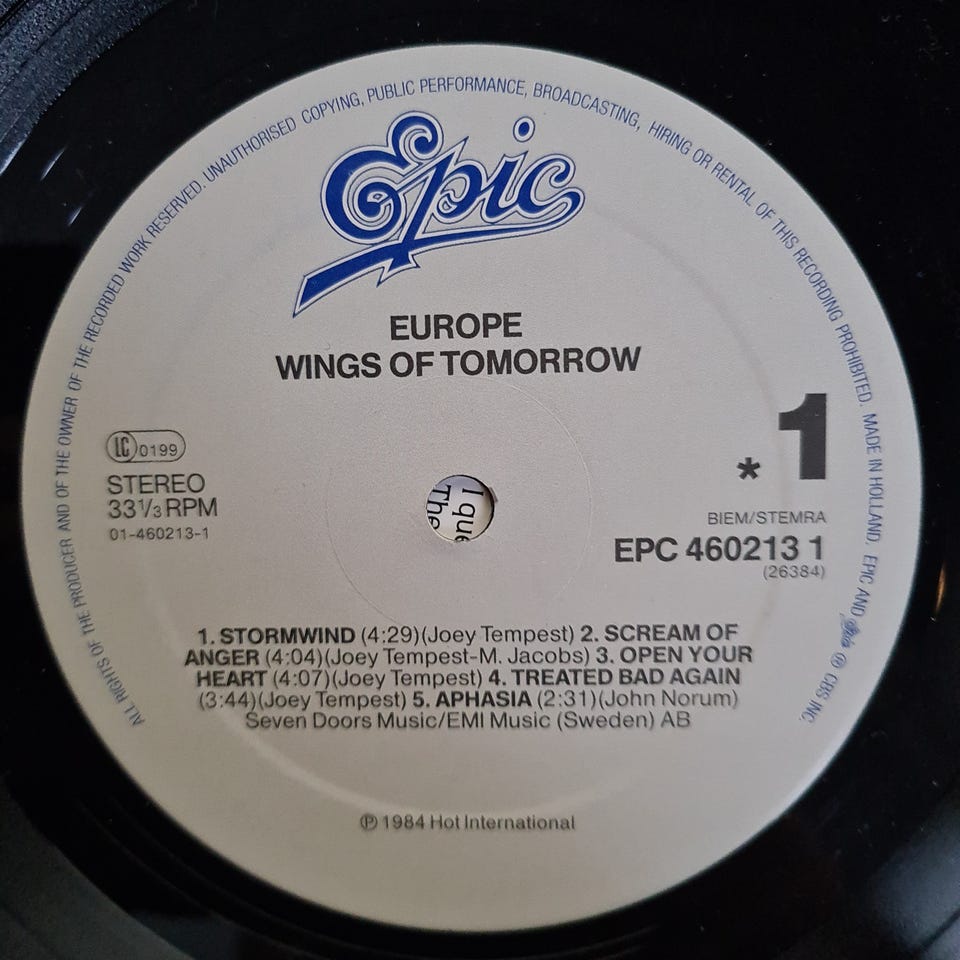 ALL RIGHTS OF THE PRODUCER AND OF THE OWNER OF THE RECORDED WORK RESERVED. UNAUTHORISED COPYING, PUBLIC PERFORMANCE, BROADCASTING, HIRING OR RENTAL OF THIS RECORDING PROHIBITED. MADE IN HOLLAND. EPIC AND Epic ® CBS INC.
Epic
EUROPE
WINGS OF TOMORROW
LC 0199
STEREO
33⅓ RPM
01-460213-1
* 1
BIEM/STEMRA
EPC 460213 1
(26384)
I que
The
1. STORMWIND (4:29)(Joey Tempest) 2. SCREAM OF
ANGER (4:04)(Joey Tempest-M. Jacobs) 3. OPEN YOUR
HEART (4:07)(Joey Tempest) 4. TREATED BAD AGAIN
(3:44)(Joey Tempest) 5. APHASIA (2:31)(John Norum)
Seven Doors Music/EMI Music (Sweden) AB
℗ 1984 Hot International